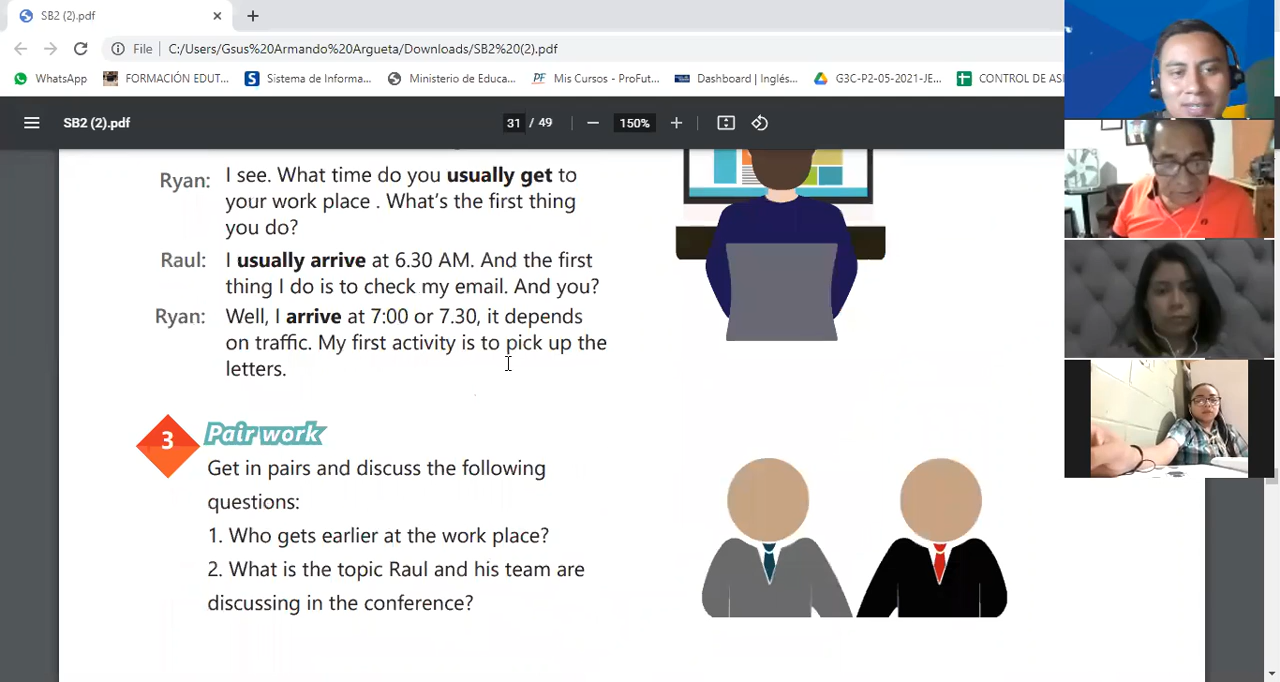 SB2 (2).pdf
File
C:/Users/Gsus%20Armando%20Argueta/Downloads/SB2%20(2).pdf
WhatsApp
FORMACIÓN EDUT...
Sistema de Informa...
Ministerio de Educa...
Mis Cursos - ProFut...
Dashboard | Inglés...
G3C-P2-05-2021-JE...
CONTROL DE ASI
SB2 (2).pdf
31 / 49
150%
Ryan: I see. What time do you usually get to
your work place . What's the first thing
you do?
Raul: I usually arrive at 6.30 AM. And the first
thing I do is to check my email. And you?
Ryan: Well, I arrive at 7:00 or 7.30, it depends
on traffic. My first activity is to pick up the
letters.
3 Pair work
Get in pairs and discuss the following
questions:
1. Who gets earlier at the work place?
2. What is the topic Raul and his team are
discussing in the conference?